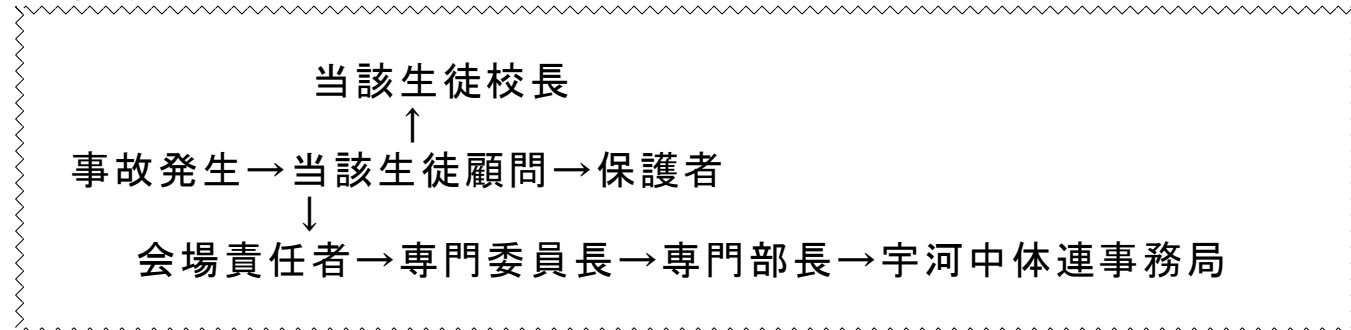 当該生徒校長
↑
事故発生→当該生徒顧問→保護者
↓
会場責任者→専門委員長→専門部長→宇河中体連事務局